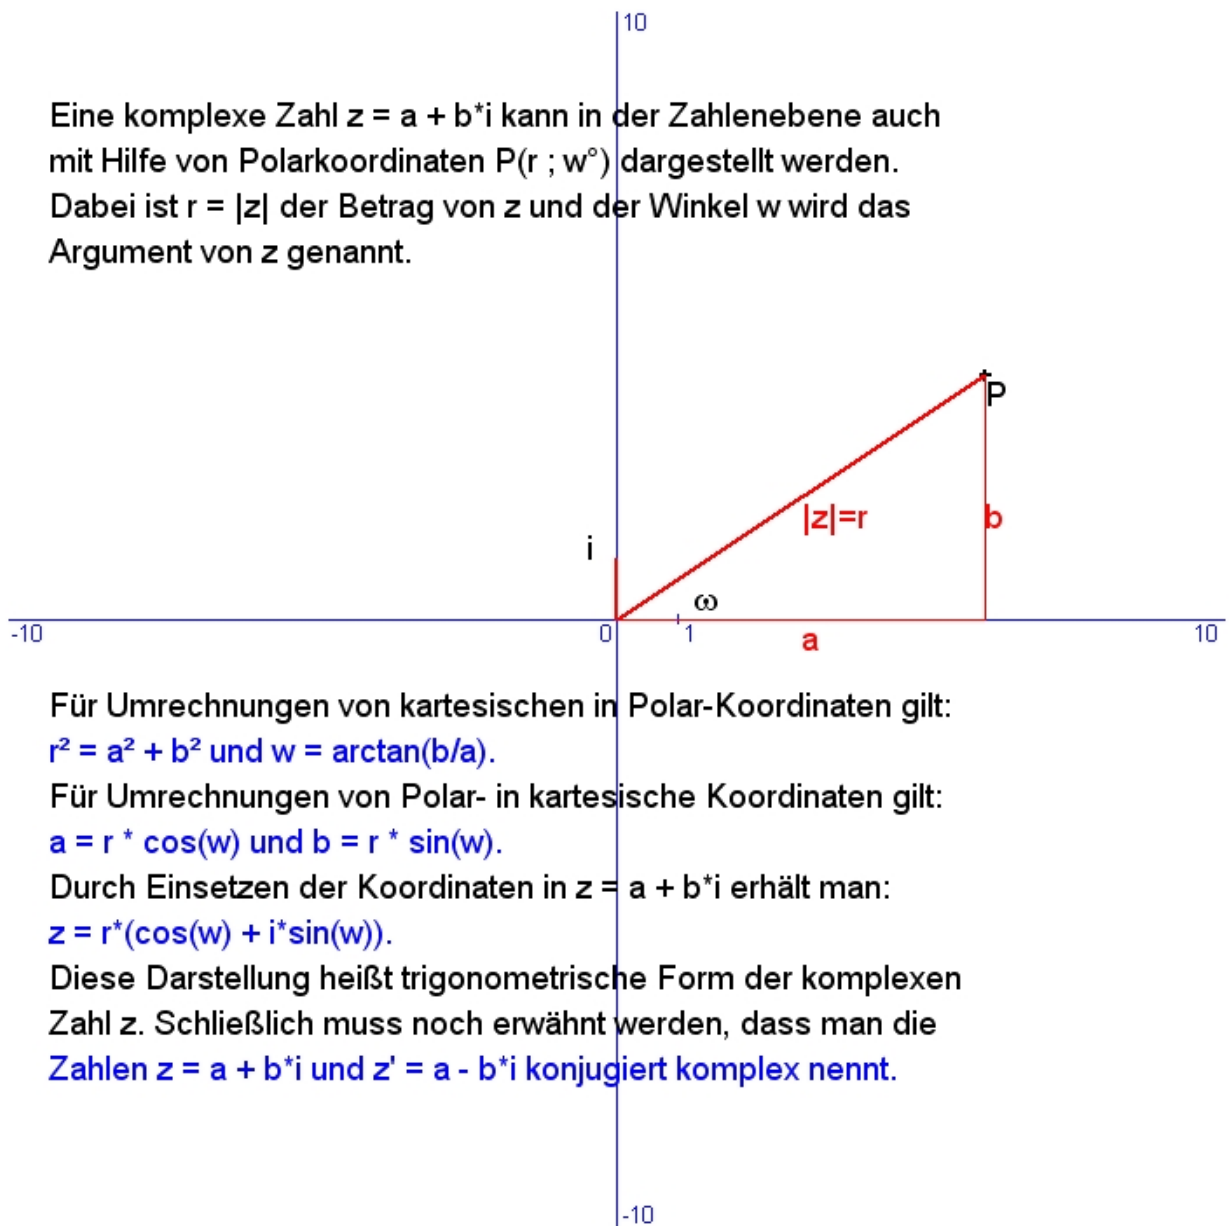 10
Eine komplexe Zahl z = a + b*i kann in der Zahlenebene auch
mit Hilfe von Polarkoordinaten P(r ; w°) dargestellt werden.
Dabei ist r = |z| der Betrag von z und der Winkel w wird das
Argument von z genannt.
P
|z|=r
b
i
ω
-10
0
1
a
10
Für Umrechnungen von kartesischen in Polar-Koordinaten gilt:
r² = a² + b² und w = arctan(b/a).
Für Umrechnungen von Polar- in kartesische Koordinaten gilt:
a = r * cos(w) und b = r * sin(w).
Durch Einsetzen der Koordinaten in z = a + b*i erhält man:
z = r*(cos(w) + i*sin(w)).
Diese Darstellung heißt trigonometrische Form der komplexen
Zahl z. Schließlich muss noch erwähnt werden, dass man die
Zahlen z = a + b*i und z' = a - b*i konjugiert komplex nennt.
-10